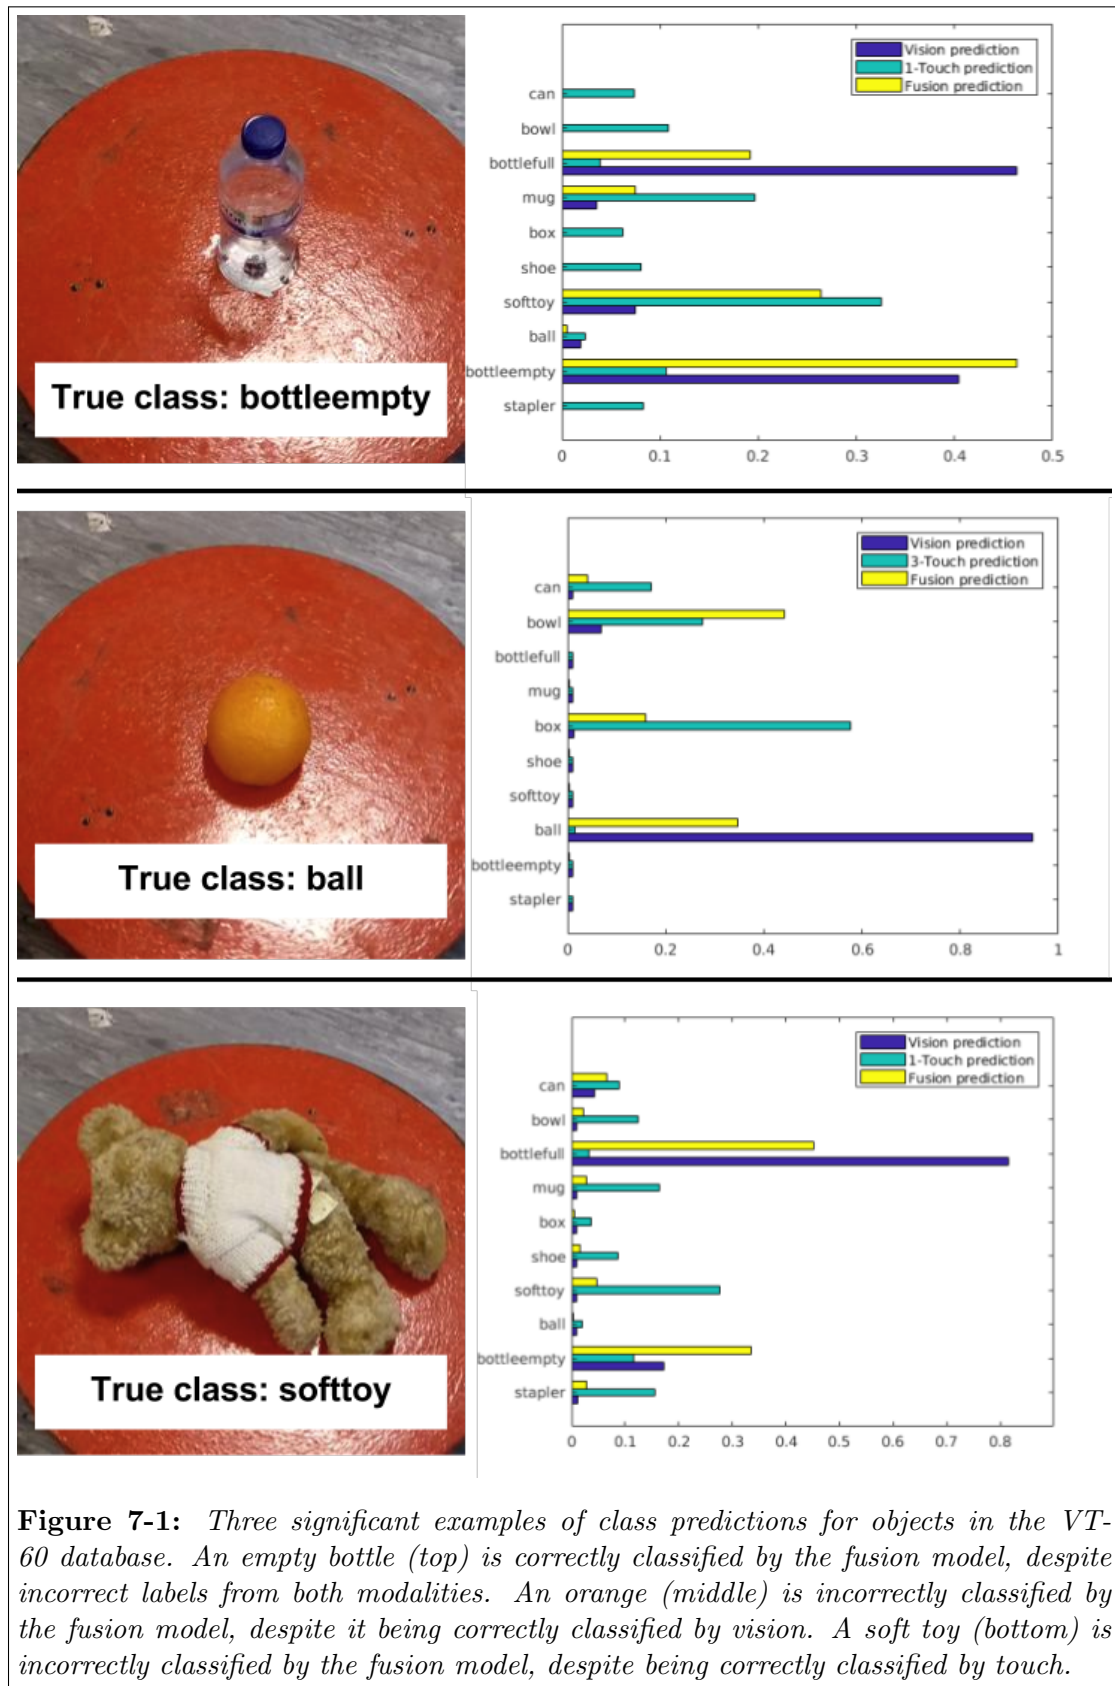 Vision prediction
1-Touch prediction
Fusion prediction
can
bowl
bottlefull
mug
box
shoe
softtoy
ball
bottleempty
stapler
0 0.1 0.2 0.3 0.4 0.5
True class: bottleempty
Vision prediction
3-Touch prediction
Fusion prediction
can
bowl
bottlefull
mug
box
shoe
softtoy
ball
bottleempty
stapler
0 0.2 0.4 0.6 0.8 1
True class: ball
Vision prediction
1-Touch prediction
Fusion prediction
can
bowl
bottlefull
mug
box
shoe
softtoy
ball
bottleempty
stapler
0 0.1 0.2 0.3 0.4 0.5 0.6 0.7 0.8
True class: softtoy
Figure 7-1: Three significant examples of class predictions for objects in the VT-
60 database. An empty bottle (top) is correctly classified by the fusion model, despite
incorrect labels from both modalities. An orange (middle) is incorrectly classified by
the fusion model, despite it being correctly classified by vision. A soft toy (bottom) is
incorrectly classified by the fusion model, despite being correctly classified by touch.